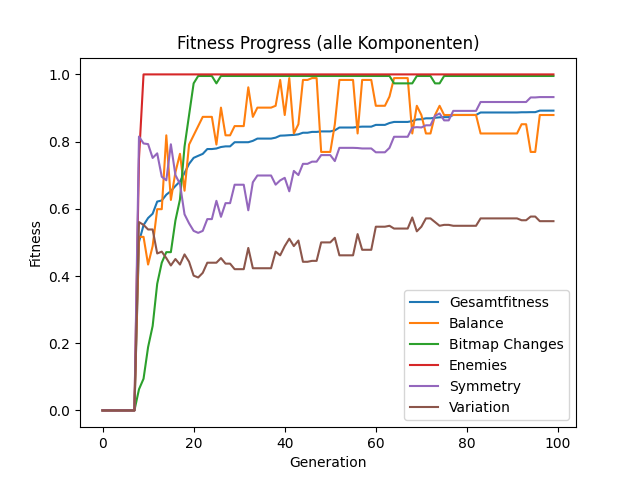 Fitness Progress (alle Komponenten)
1.0
0.8
0.6
0.4
0.2
0.0
Fitness
0 20 40 60 80 100
Generation
Gesamtfitness
Balance
Bitmap Changes
Enemies
Symmetry
Variation